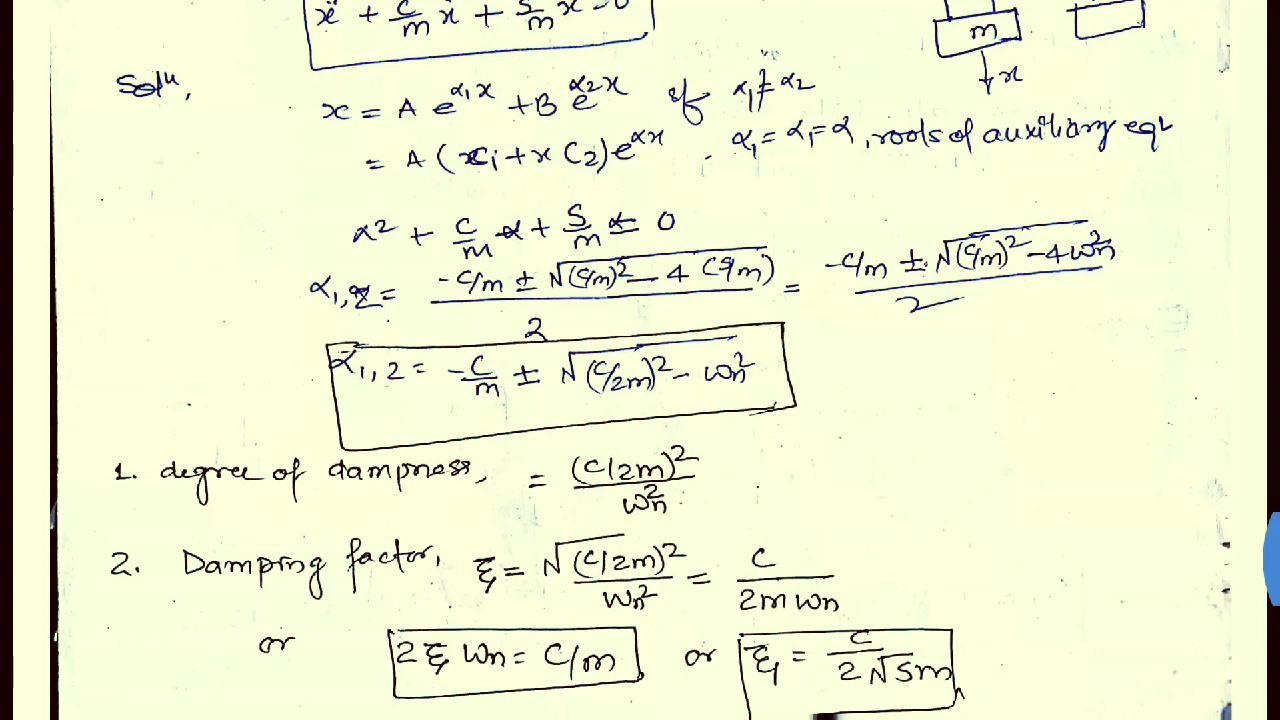 ẍ + c/m ẋ + s/m x = 0
m
x
Solⁿ,
x = A e^α₁x + B e^α₂x if α₁ ≠ α₂
= A (xc₁ + x C₂) e^αx . α₁ = α₁ = α, roots of auxiliary eqⁿ
α² + c/m α + s/m = 0
α₁,₂ = (-c/m ± √((c/m)² - 4 (s/m))) / 2 = (-c/m ± √((c/m)² - 4ωn²)) / 2
α₁,₂ = -c/m ± √((c/2m)² - ωn²)
1. degree of dampness, = (c/2m)² / ωn²
2. Damping factor, ξ = √((c/2m)² / ωn²) = c / 2mωn
or 2ξωn = c/m or ξ = c / 2√sm